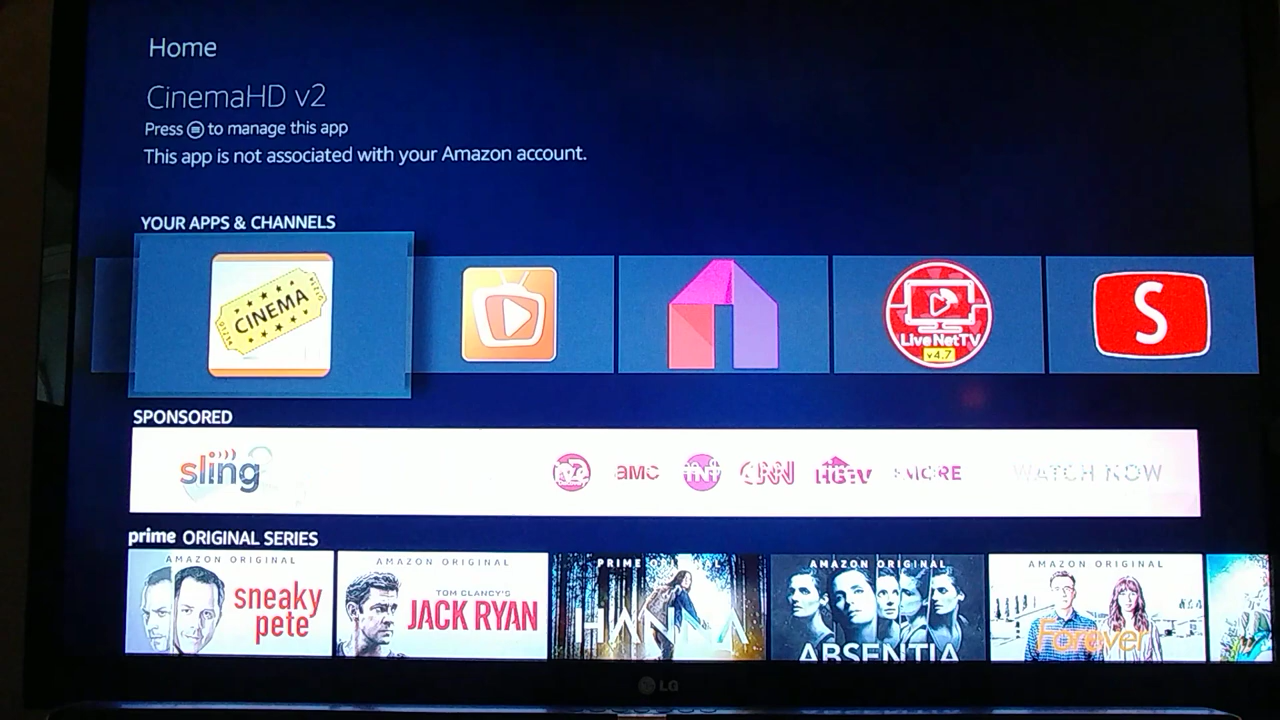 Home
CinemaHD v2
Press to manage this app
This app is not associated with your Amazon account.
YOUR APPS & CHANNELS
CINEMA
Live NetTV
v4.7
S
SPONSORED
sling
AMC
TNT
CNN
HGTV
+MORE
WATCH NOW
prime ORIGINAL SERIES
AMAZON ORIGINAL
sneaky
pete
AMAZON ORIGINAL
TOM CLANCY'S
JACK RYAN
PRIME ORIGINAL
HANNA
AMAZON ORIGINAL
ABSENTIA
AMAZON ORIGINAL
Forever
LG